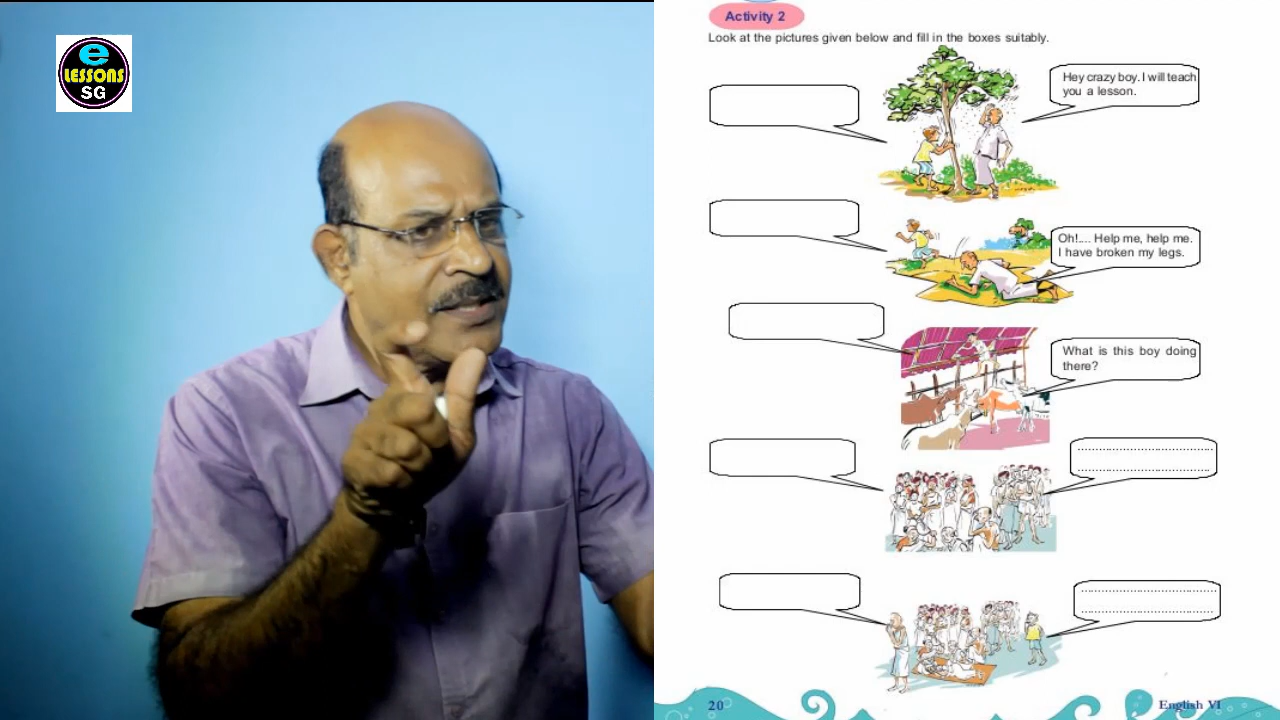 e
LESSONS
SG
Activity 2
Look at the pictures given below and fill in the boxes suitably.
Hey crazy boy. I will teach
you a lesson.
Oh!.... Help me, help me.
I have broken my legs.
What is this boy doing
there?
20
English VI